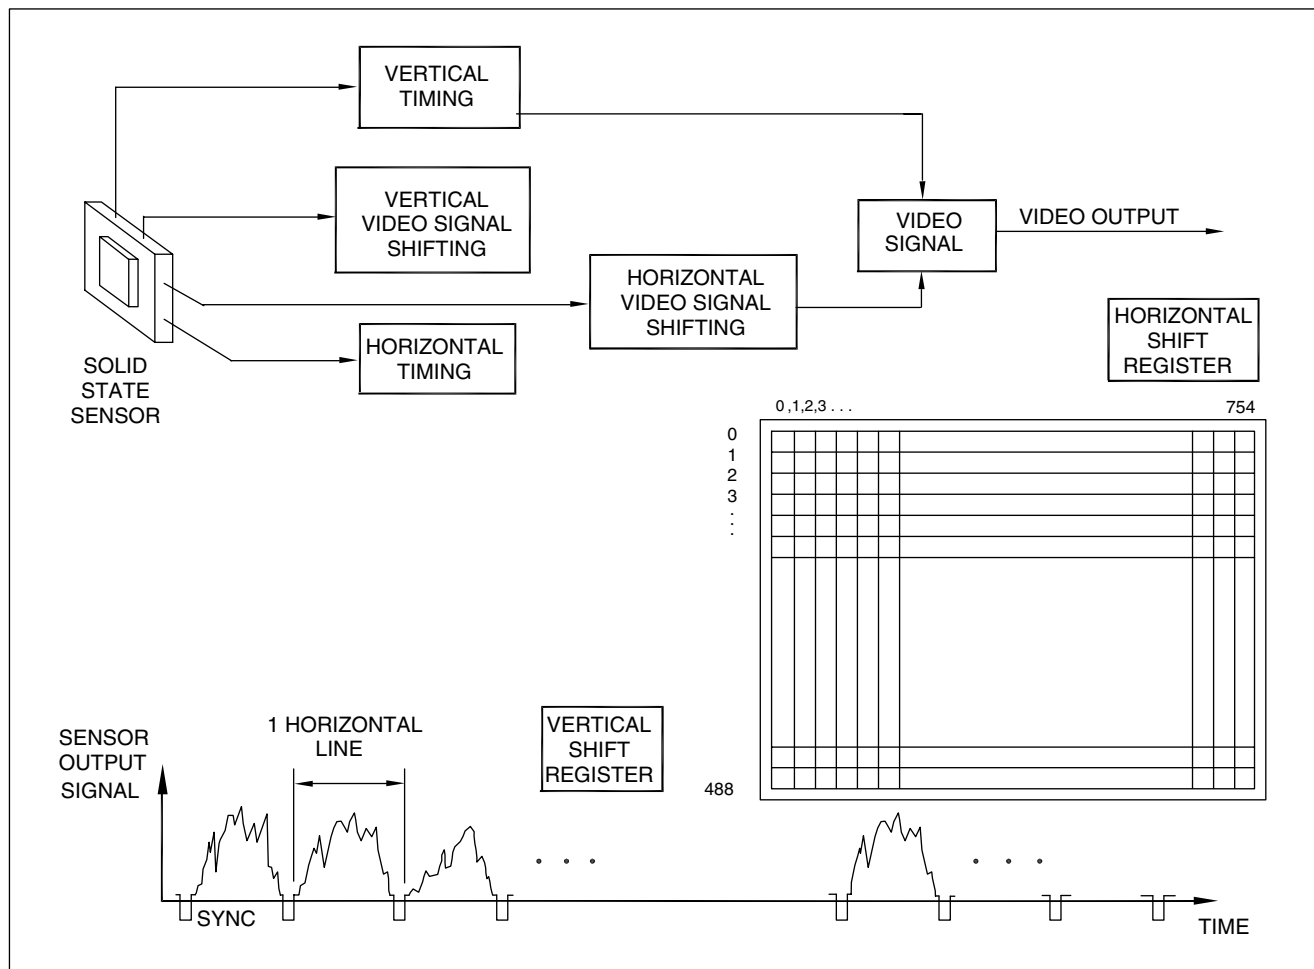 VERTICAL
TIMING
VERTICAL
VIDEO SIGNAL
SHIFTING
VIDEO
SIGNAL
VIDEO OUTPUT
HORIZONTAL
VIDEO SIGNAL
SHIFTING
HORIZONTAL
TIMING
SOLID
STATE
SENSOR
HORIZONTAL
SHIFT
REGISTER
0 ,1,2,3 . . .
754
0
1
2
3
.
.
.
488
VERTICAL
SHIFT
REGISTER
1 HORIZONTAL
LINE
SENSOR
OUTPUT
SIGNAL
SYNC
TIME